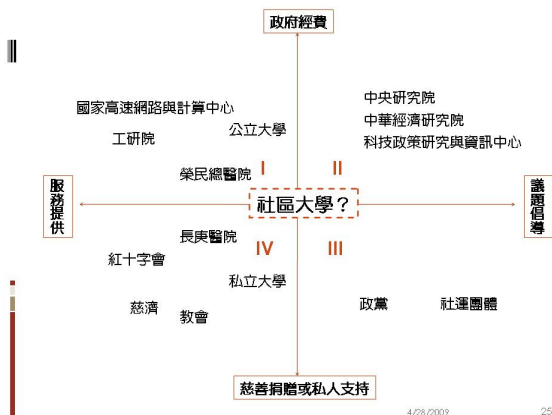 政府經費
國家高速網路與計算中心
工研院
公立大學
榮民總醫院
I
II
中央研究院
中華經濟研究院
科技政策研究與資訊中心
服務提供
社區大學？
議題倡導
長庚醫院
紅十字會
IV
III
私立大學
慈濟
教會
政黨
社運團體
慈善捐贈或私人支持
4/28/2009
25